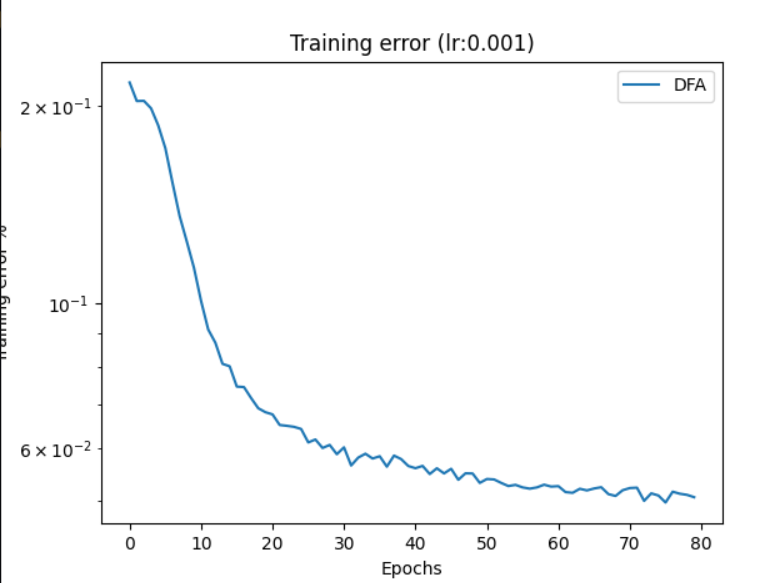 Training error (lr:0.001)
DFA
2 × 10⁻¹
10⁻¹
6 × 10⁻²
0 10 20 30 40 50 60 70 80
Epochs